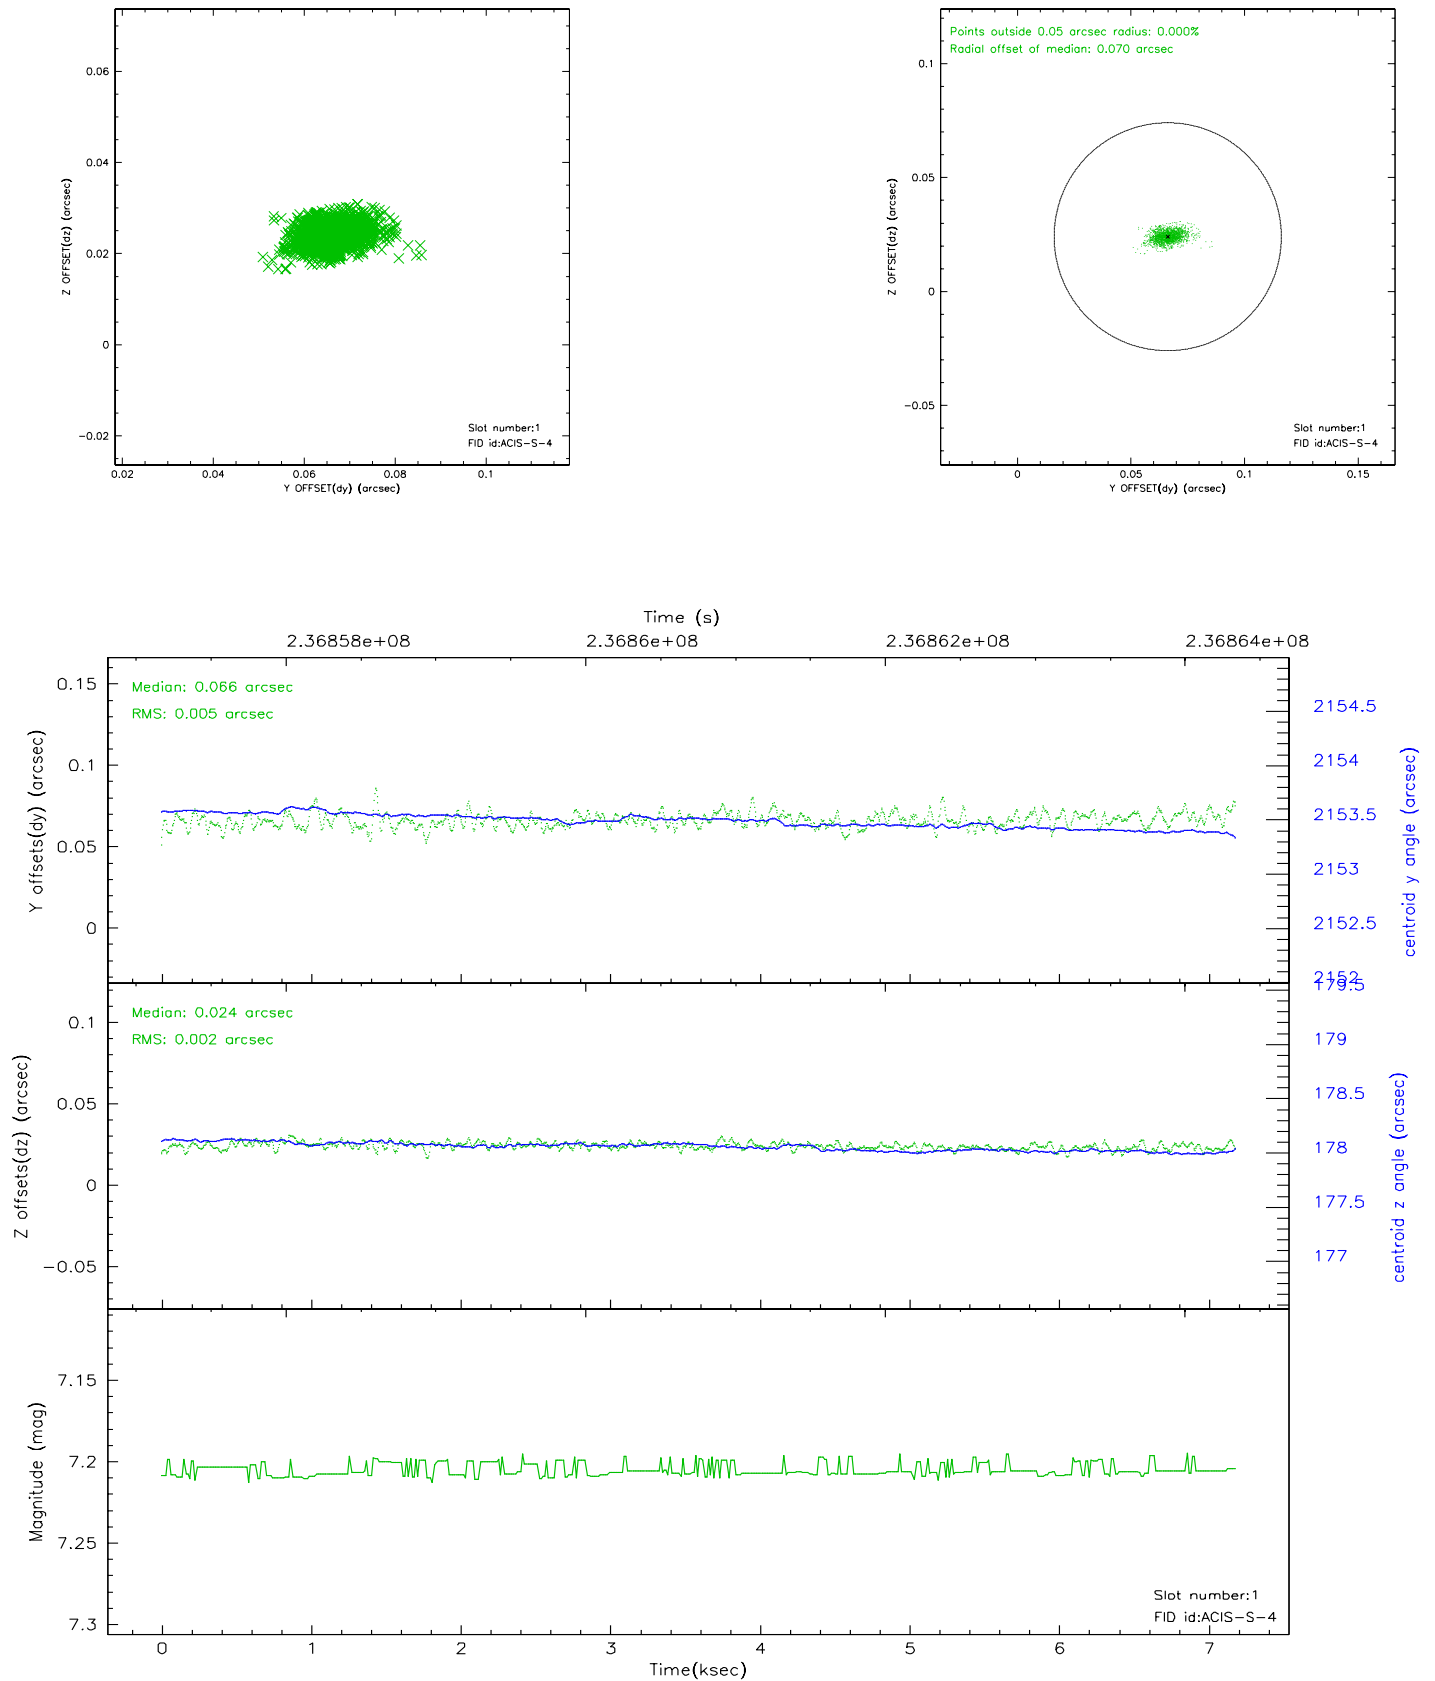 0.06
0.04
0.02
0
−0.02
Z OFFSET(dz) (arcsec)
Slot number:1
FID id:ACIS−S−4
0.02 0.04 0.06 0.08 0.1
Y OFFSET(dy) (arcsec)
Points outside 0.05 arcsec radius: 0.000%
Radial offset of median: 0.070 arcsec
0.1
0.05
0
−0.05
Z OFFSET(dz) (arcsec)
Slot number:1
FID id:ACIS−S−4
0 0.05 0.1 0.15
Y OFFSET(dy) (arcsec)
Time (s)
2.36858e+08 2.3686e+08 2.36862e+08 2.36864e+08
Median: 0.066 arcsec
RMS: 0.005 arcsec
0.15
0.1
0.05
0
Y offsets(dy) (arcsec)
2154.5
2154
2153.5
2153
2152.5
2152
centroid y angle (arcsec)
Median: 0.024 arcsec
RMS: 0.002 arcsec
0.1
0.05
0
−0.05
Z offsets(dz) (arcsec)
179.5
179
178.5
178
177.5
177
centroid z angle (arcsec)
7.15
7.2
7.25
7.3
Magnitude (mag)
Slot number:1
FID id:ACIS−S−4
0 1 2 3 4 5 6 7
Time(ksec)